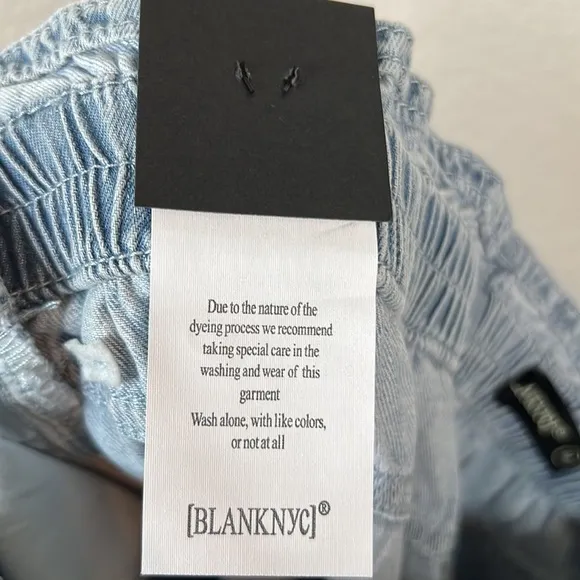 Due to the nature of the
dyeing process we recommend
taking special care in the
washing and wear of this
garment
Wash alone, with like colors,
or not at all
[BLANKNYC]®